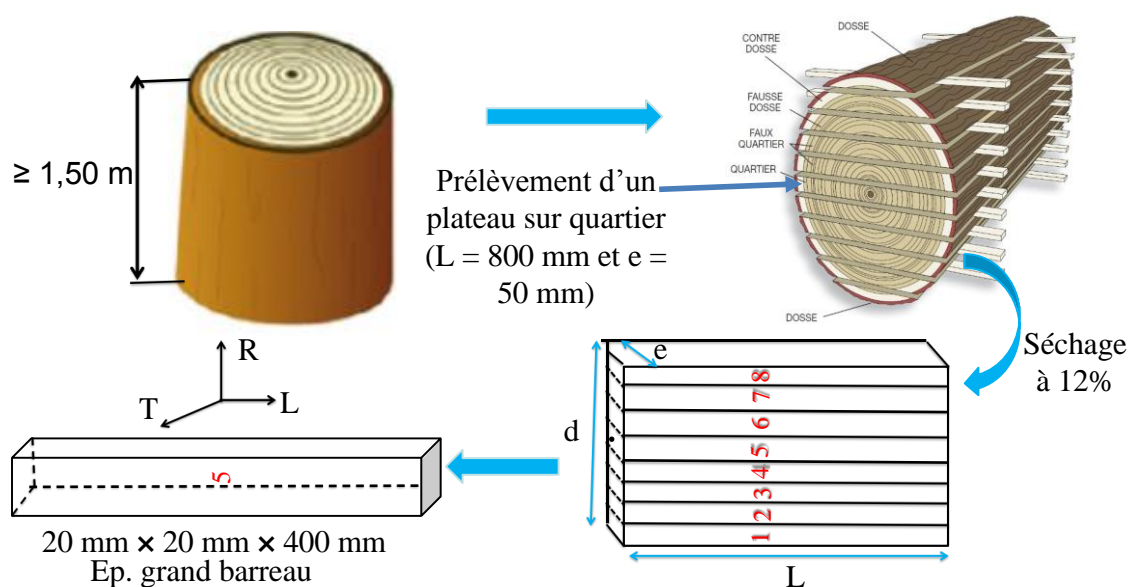 ≥ 1,50 m
Prélèvement d’un
plateau sur quartier
(L = 800 mm et e =
50 mm)
DOSSE
CONTRE
DOSSE
FAUSSE
DOSSE
FAUX
QUARTIER
QUARTIER
DOSSE
Séchage
à 12%
R
T
L
5
20 mm × 20 mm × 400 mm
Ep. grand barreau
e
d
8
7
6
5
4
3
2
1
L